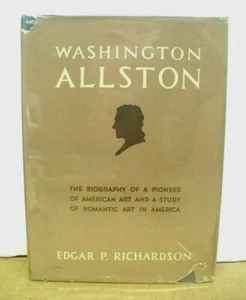 WASHINGTON
ALLSTON
THE BIOGRAPHY OF A PIONEER
OF AMERICAN ART AND A STUDY
OF ROMANTIC ART IN AMERICA
EDGAR P. RICHARDSON